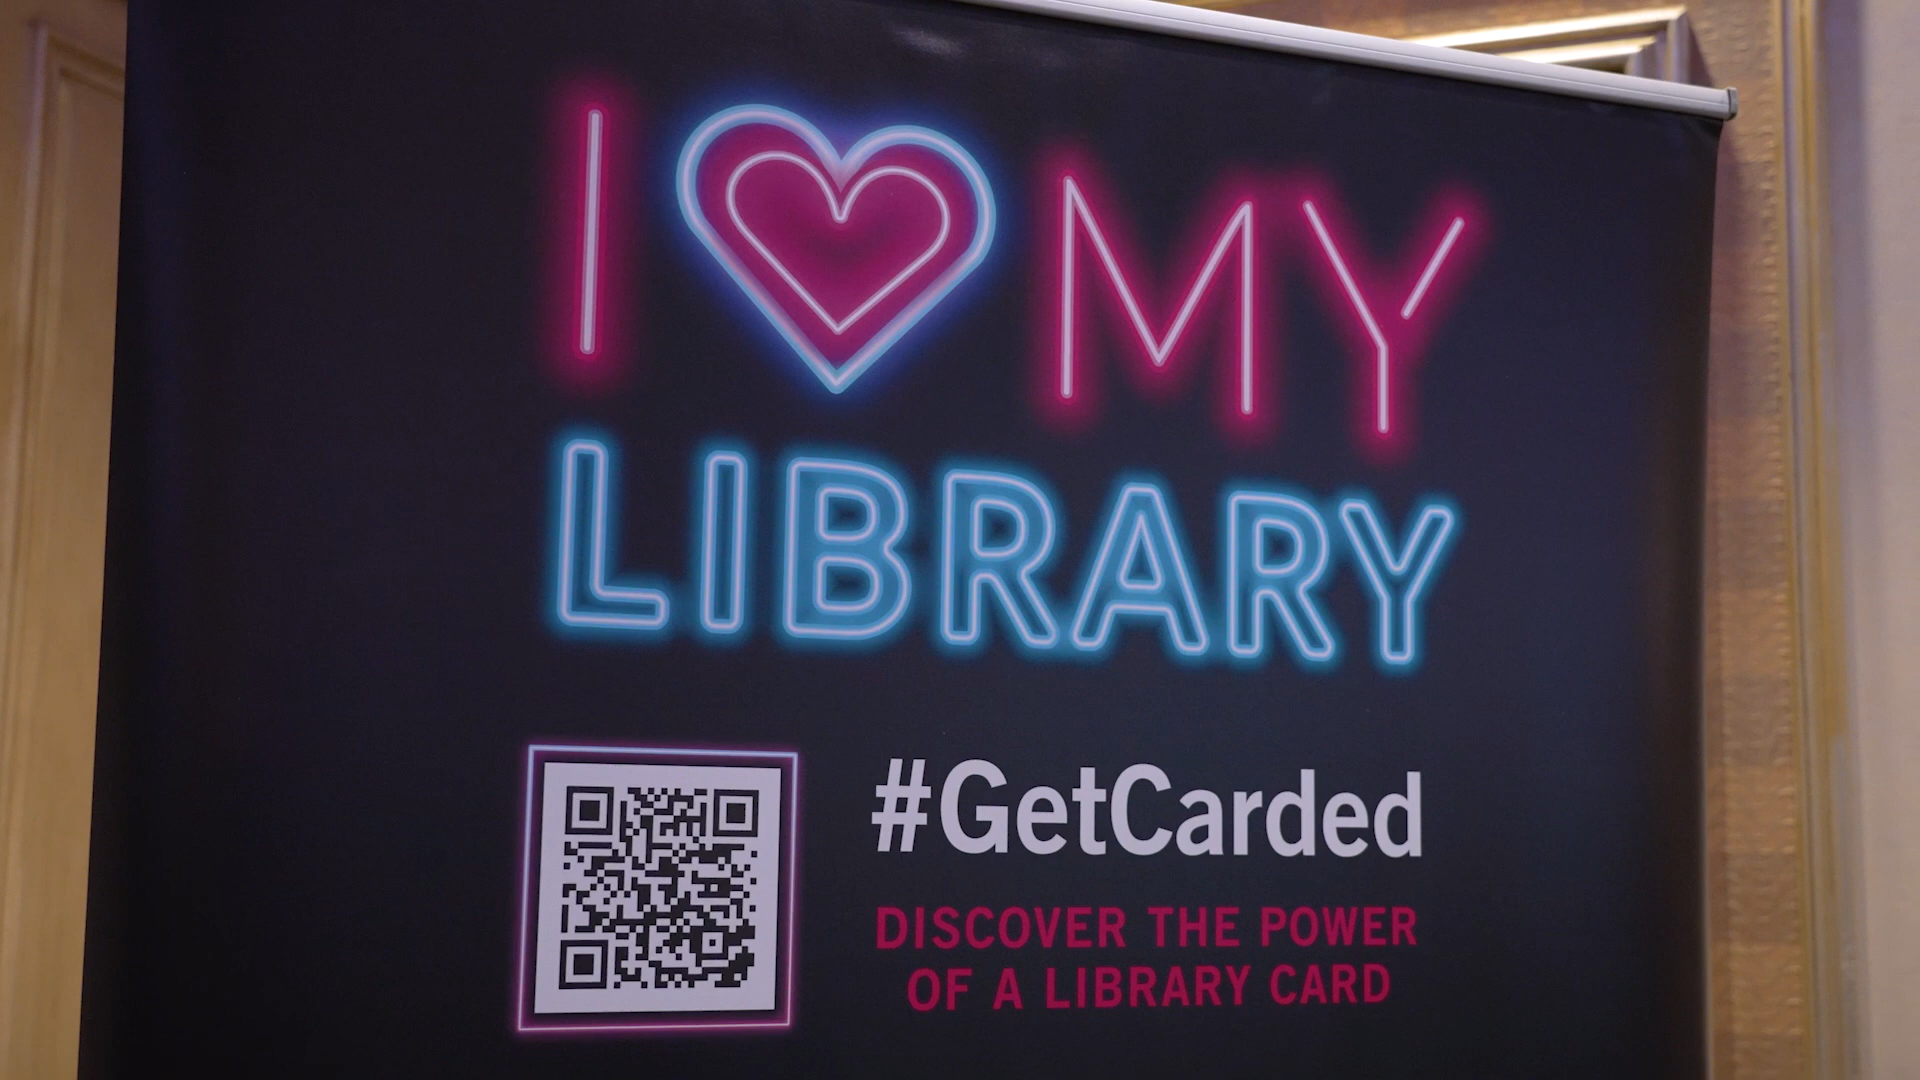 I ♥ MY
LIBRARY
#GetCarded
DISCOVER THE POWER
OF A LIBRARY CARD